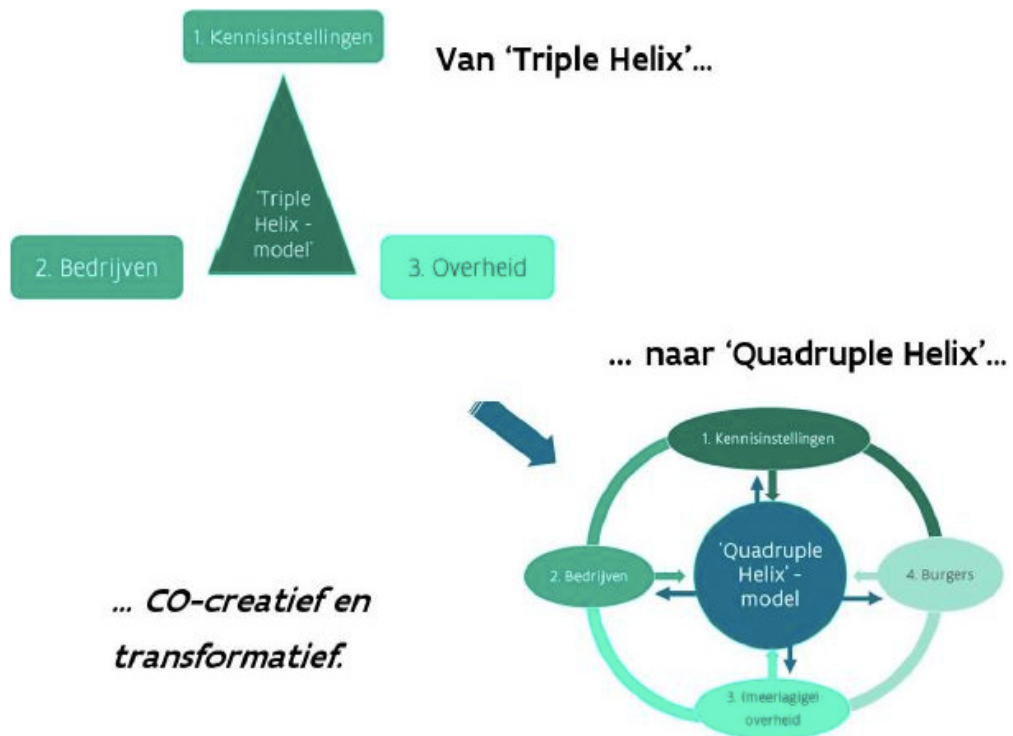 1. Kennisinstellingen
Van ‘Triple Helix’...
‘Triple
Helix -
model’
2. Bedrijven
3. Overheid
... naar ‘Quadruple Helix’...
1. Kennisinstellingen
‘Quadruple
Helix’ -
model
2. Bedrijven
4. Burgers
3. (meerlagige)
overheid
... CO-creatief en
transformatief.